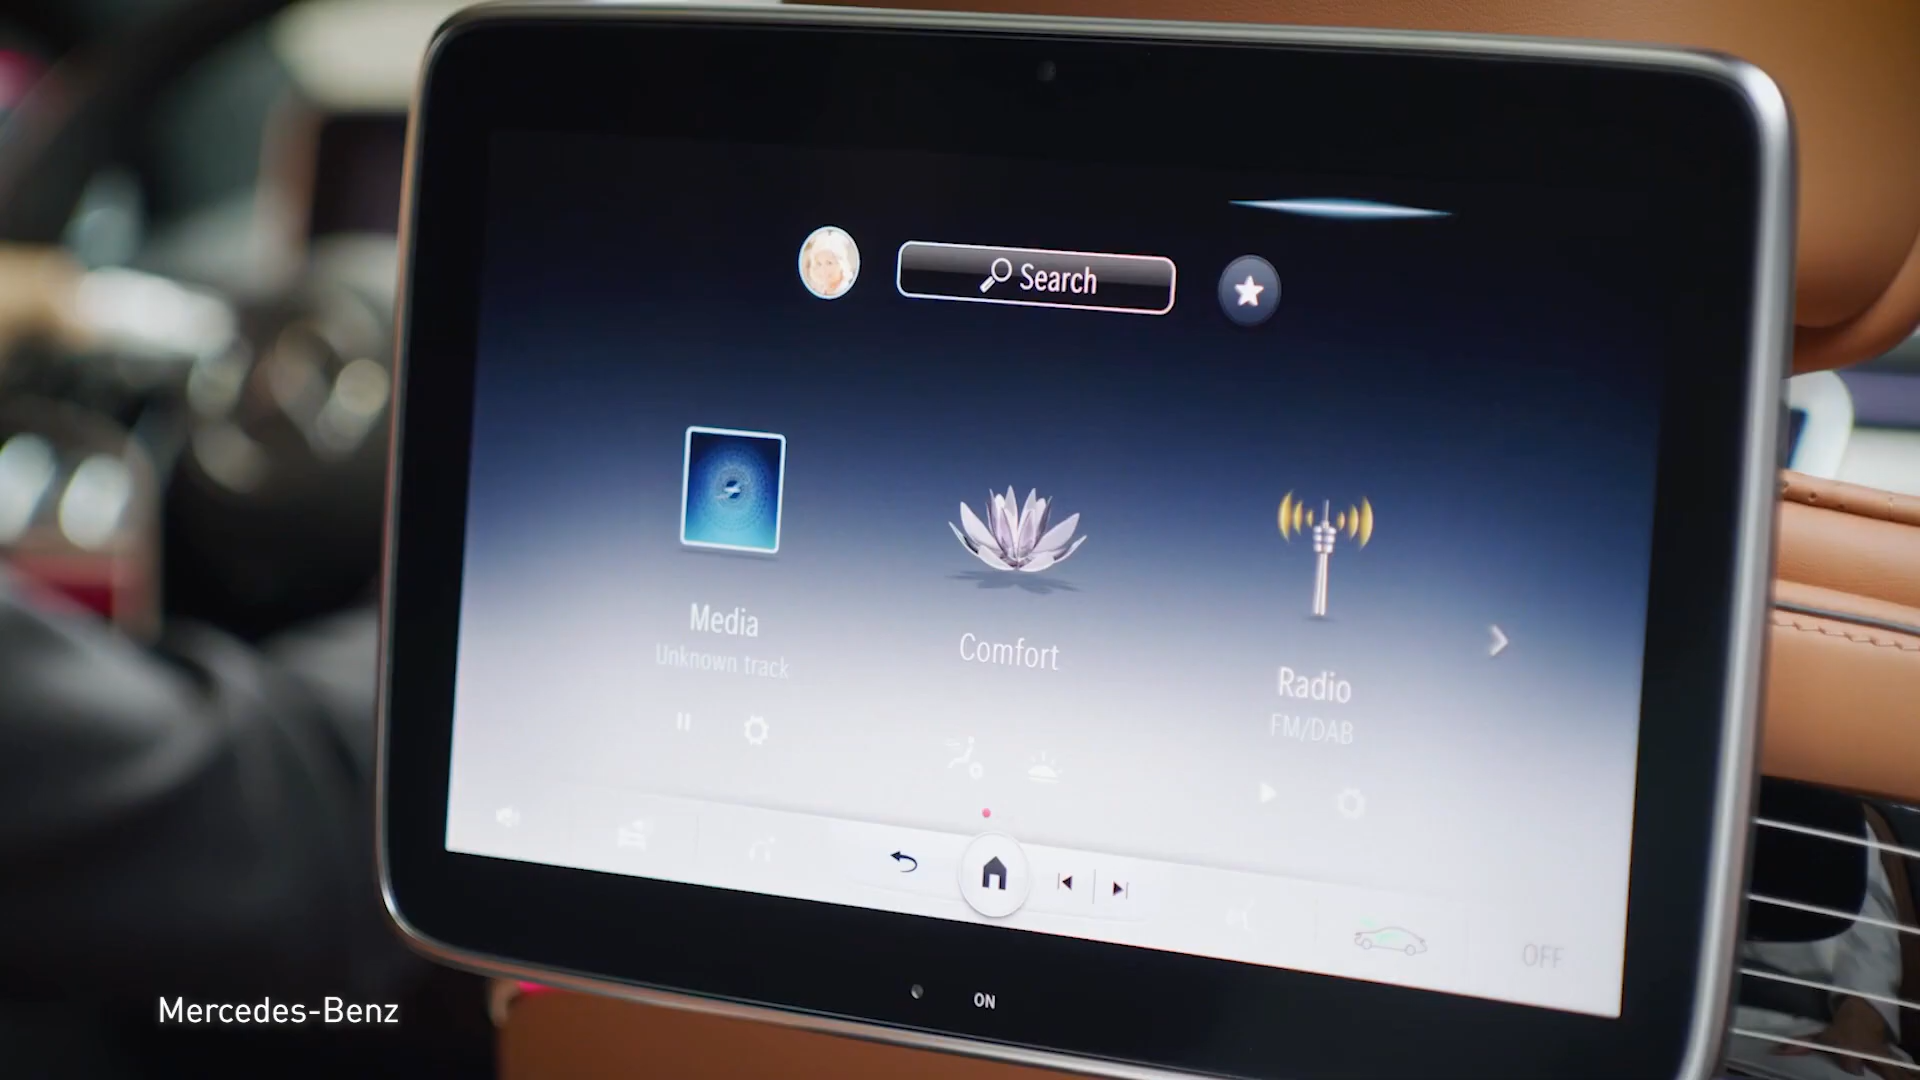 Search
Media
Unknown track
Comfort
Radio
FM/DAB
OFF
ON
Mercedes-Benz